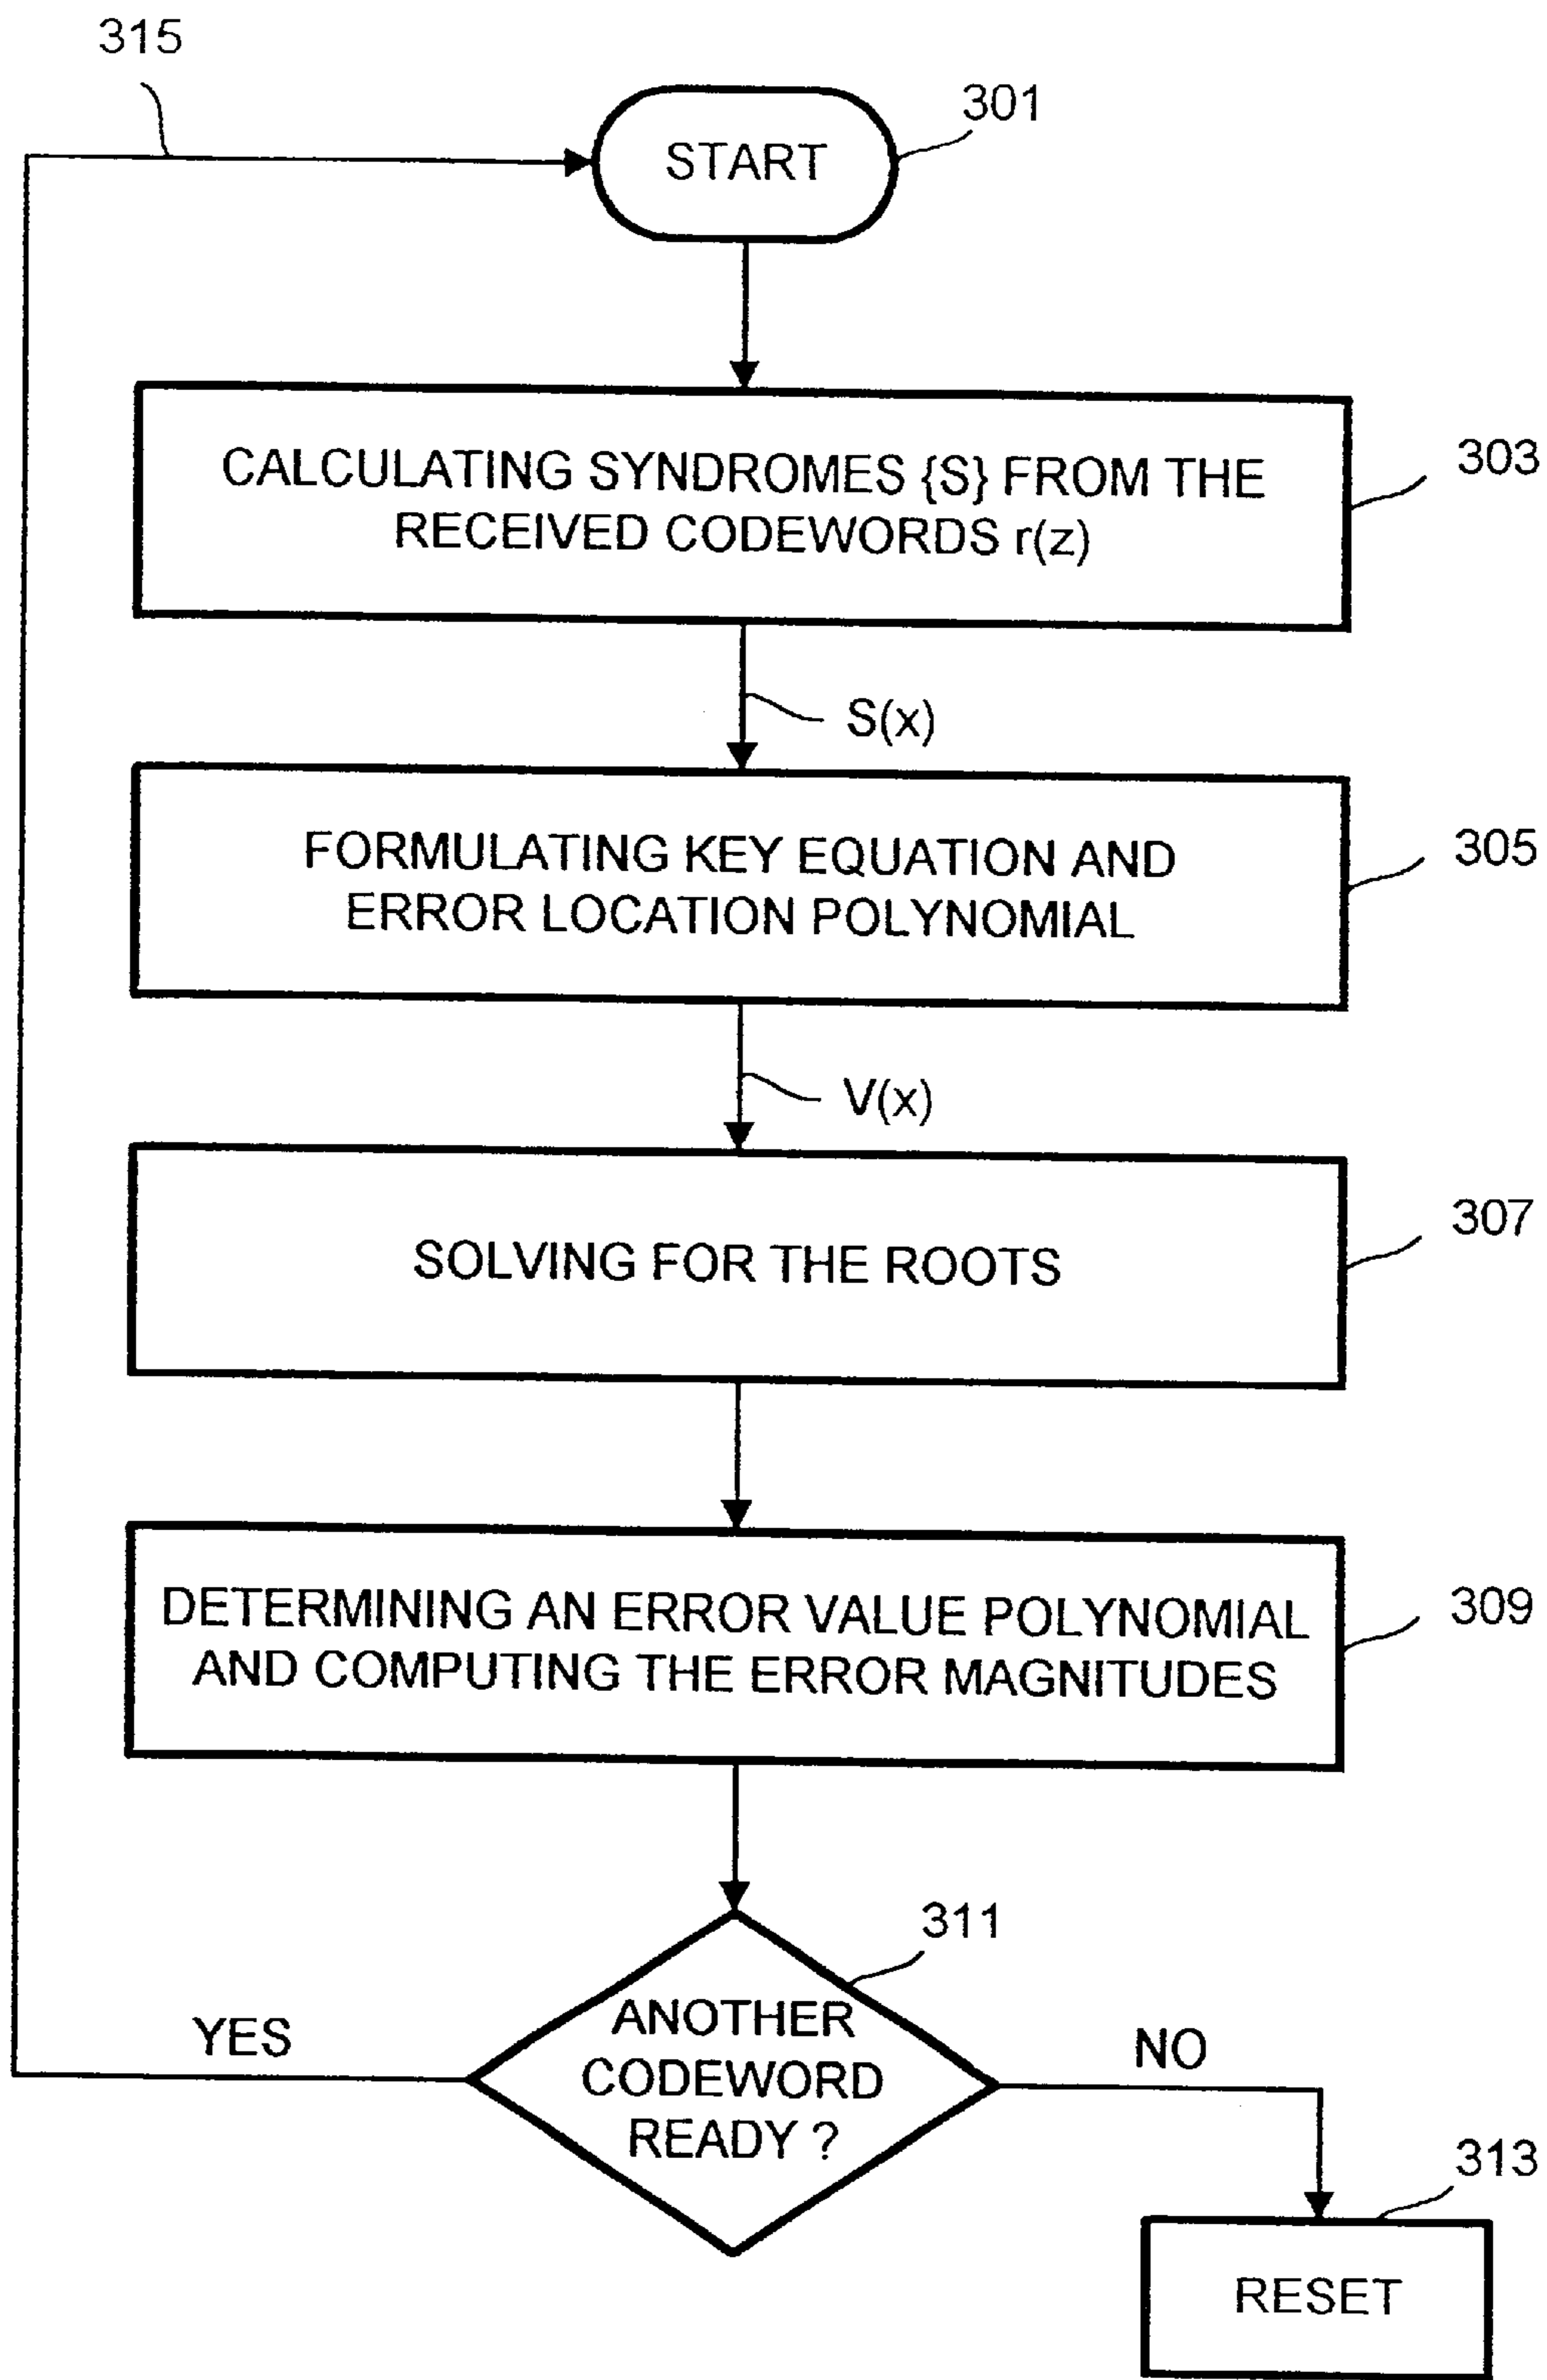 315
301
START
303
CALCULATING SYNDROMES {S} FROM THE
RECEIVED CODEWORDS r(z)
S(x)
305
FORMULATING KEY EQUATION AND
ERROR LOCATION POLYNOMIAL
V(x)
307
SOLVING FOR THE ROOTS
309
DETERMINING AN ERROR VALUE POLYNOMIAL
AND COMPUTING THE ERROR MAGNITUDES
311
ANOTHER
CODEWORD
READY ?
YES
NO
313
RESET